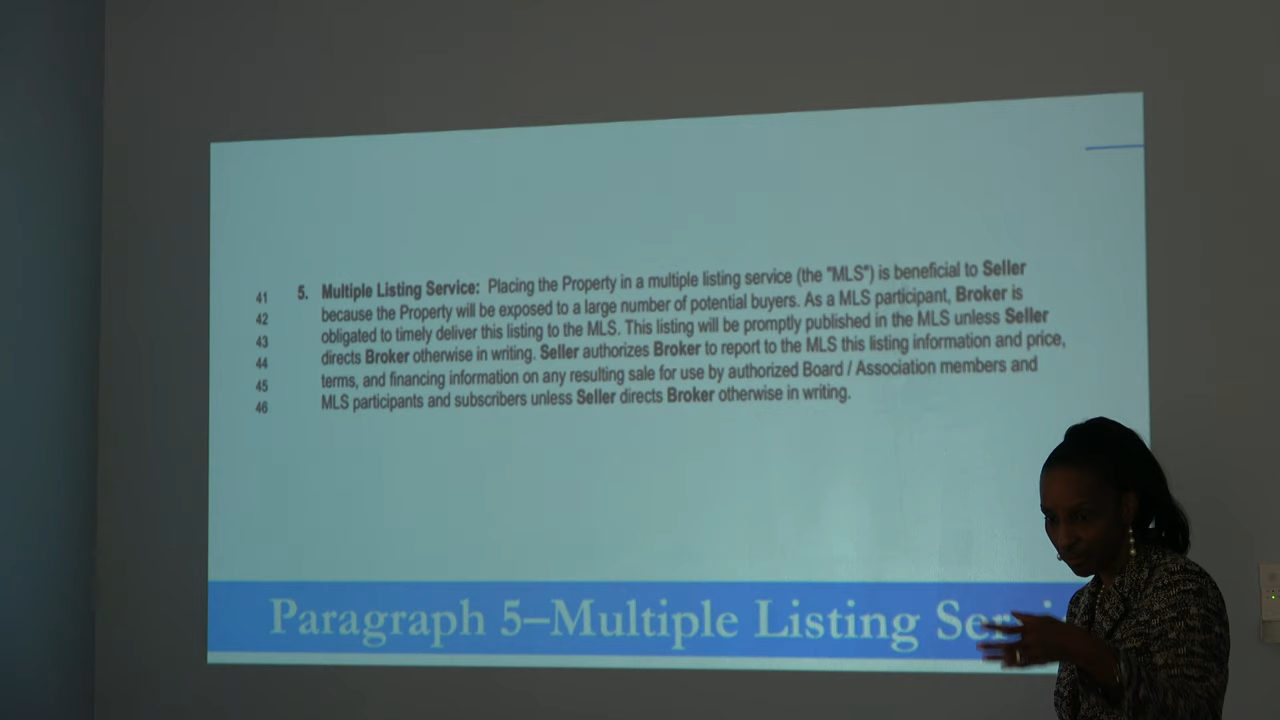 41 5. Multiple Listing Service: Placing the Property in a multiple listing service (the "MLS") is beneficial to Seller
42 because the Property will be exposed to a large number of potential buyers. As a MLS participant, Broker is
43 obligated to timely deliver this listing to the MLS. This listing will be promptly published in the MLS unless Seller
44 directs Broker otherwise in writing. Seller authorizes Broker to report to the MLS this listing information and price,
45 terms, and financing information on any resulting sale for use by authorized Board / Association members and
46 MLS participants and subscribers unless Seller directs Broker otherwise in writing.
Paragraph 5–Multiple Listing